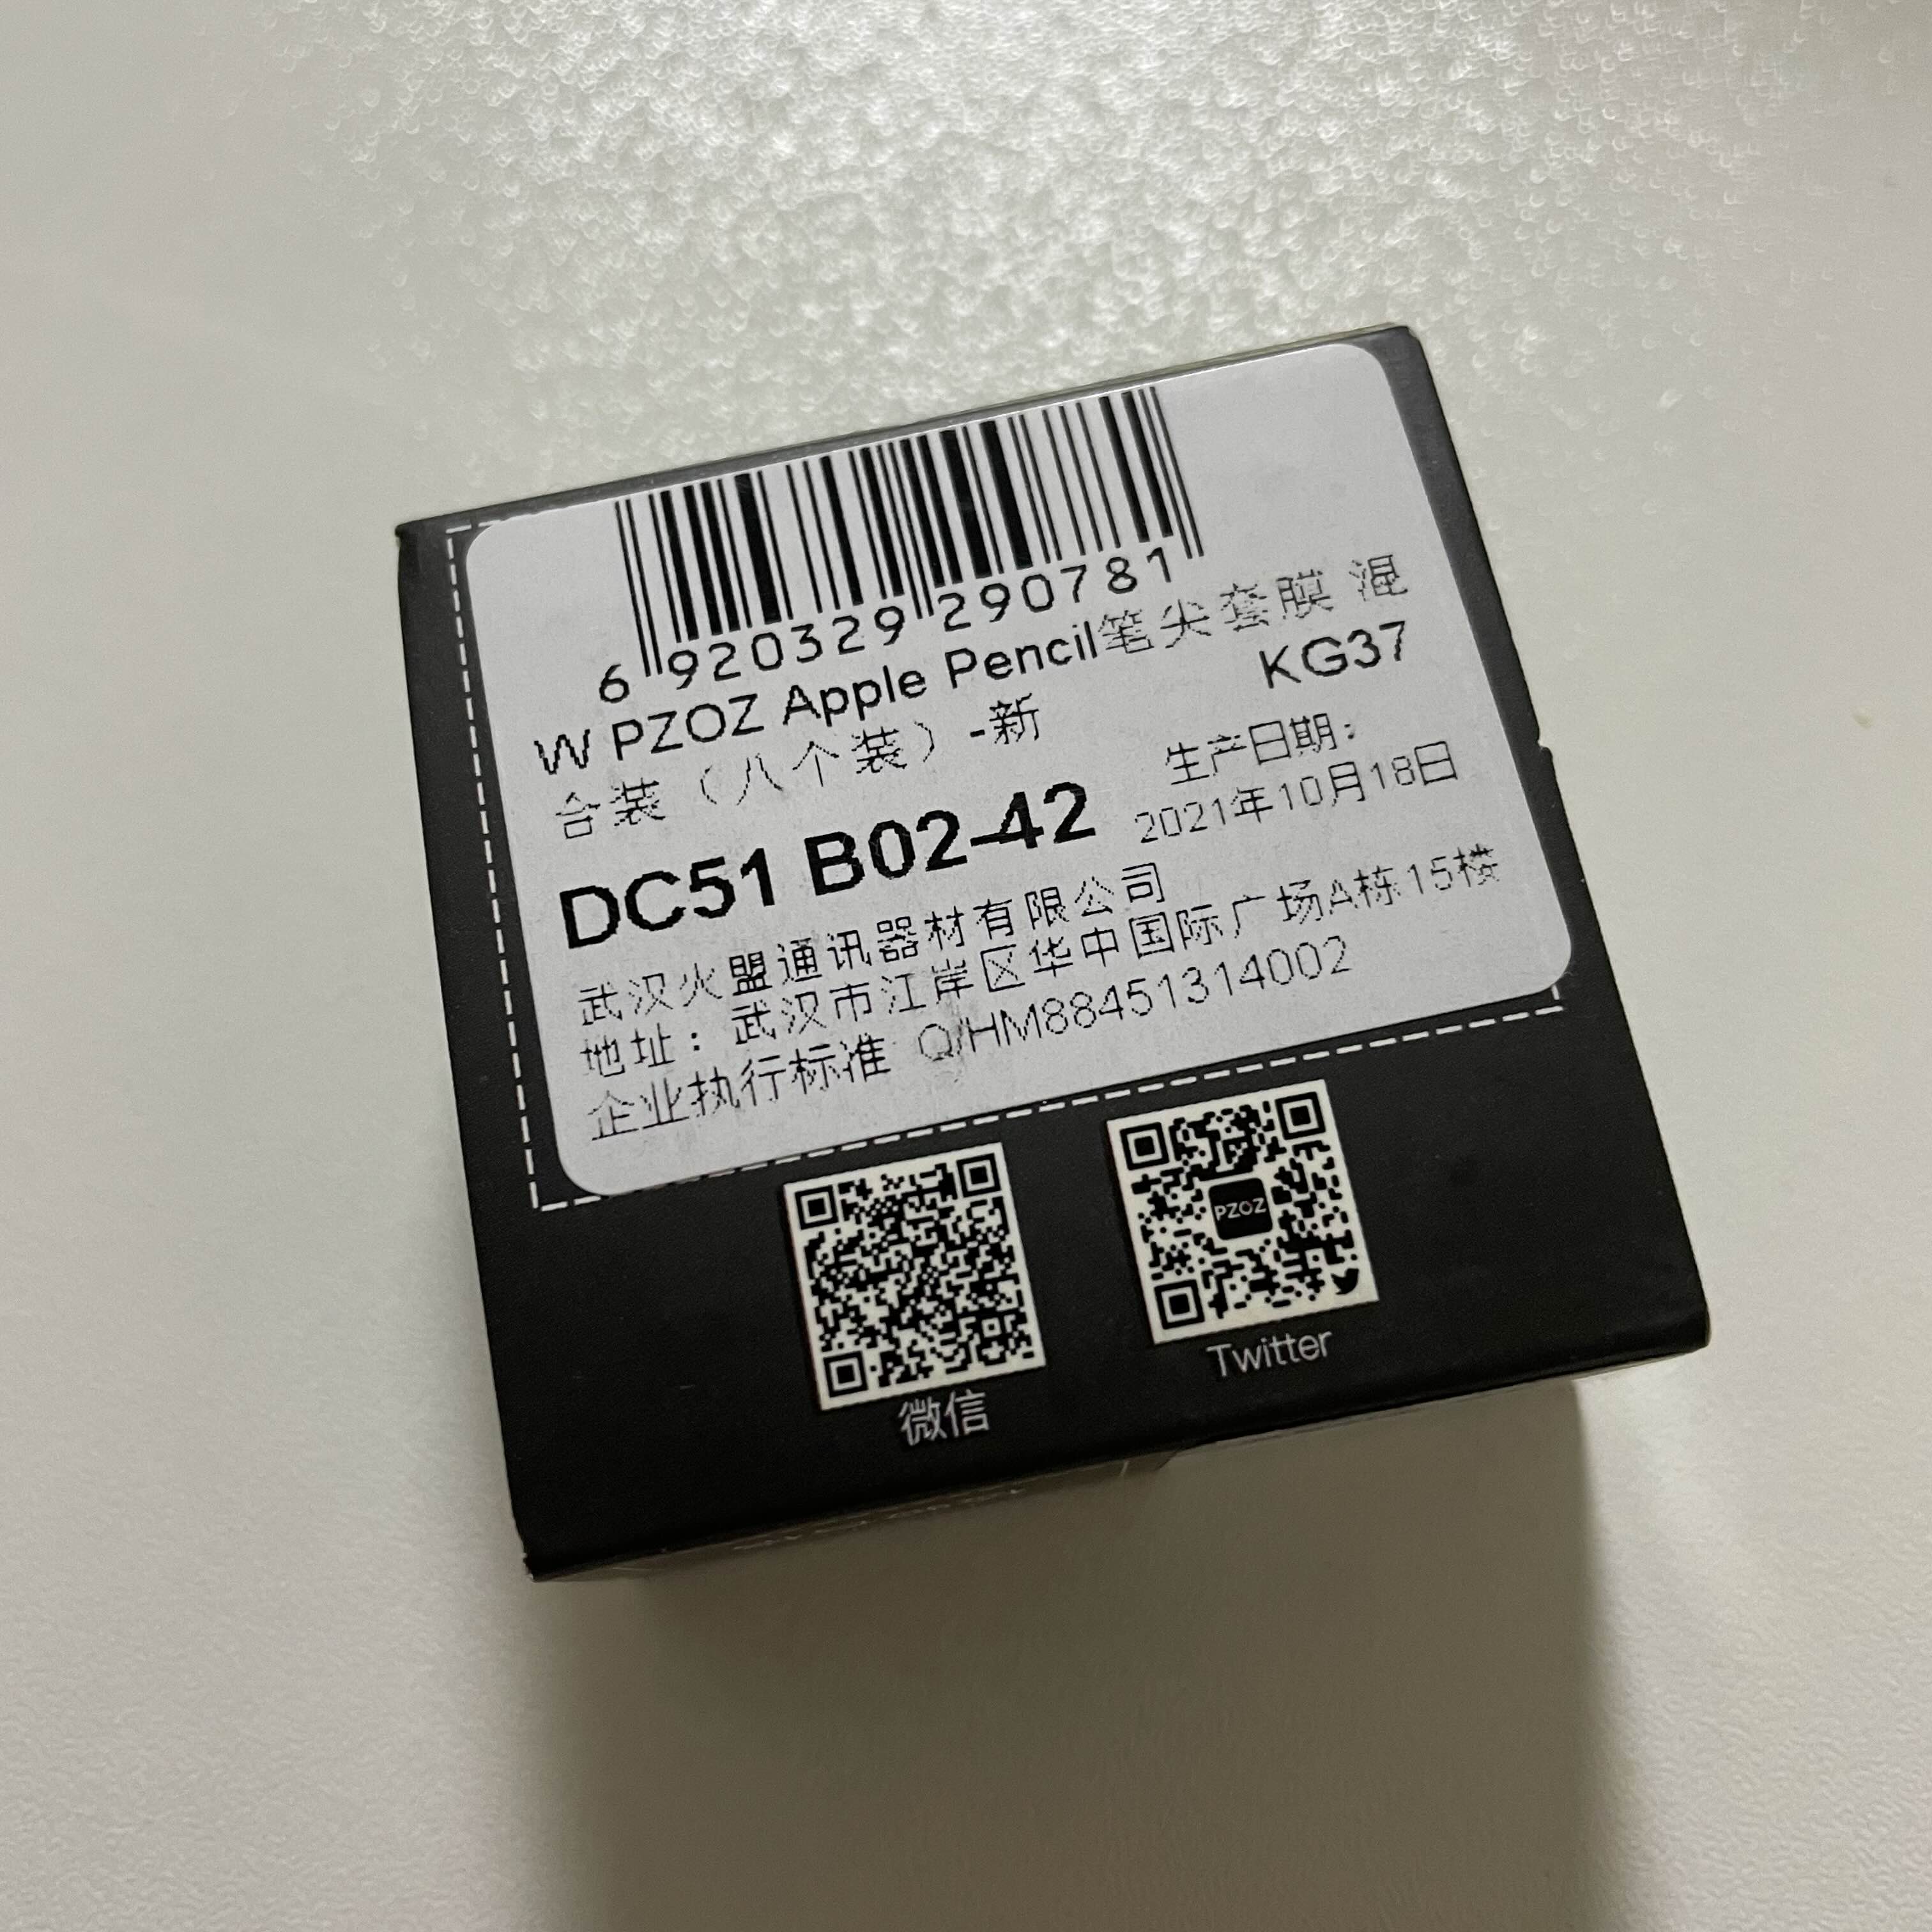 6 920329 290781
W PZOZ Apple Pencil笔尖套膜 混
合装（八个装）-新
KG37
DC51 B02-42
生产日期：
2021年10月18日
武汉火盟通讯器材有限公司
地址：武汉市江岸区华中国际广场A栋15楼
企业执行标准 Q/HM88451314002
PZOZ
微信
Twitter